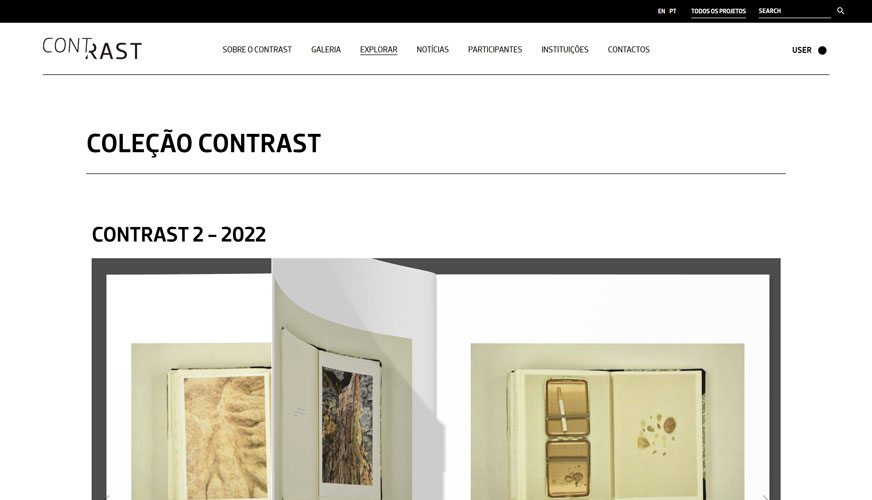 EN PT TODOS OS PROJETOS SEARCH
CONTRAST
SOBRE O CONTRAST GALERIA EXPLORAR NOTÍCIAS PARTICIPANTES INSTITUIÇÕES CONTACTOS
USER
COLEÇÃO CONTRAST
CONTRAST 2 – 2022